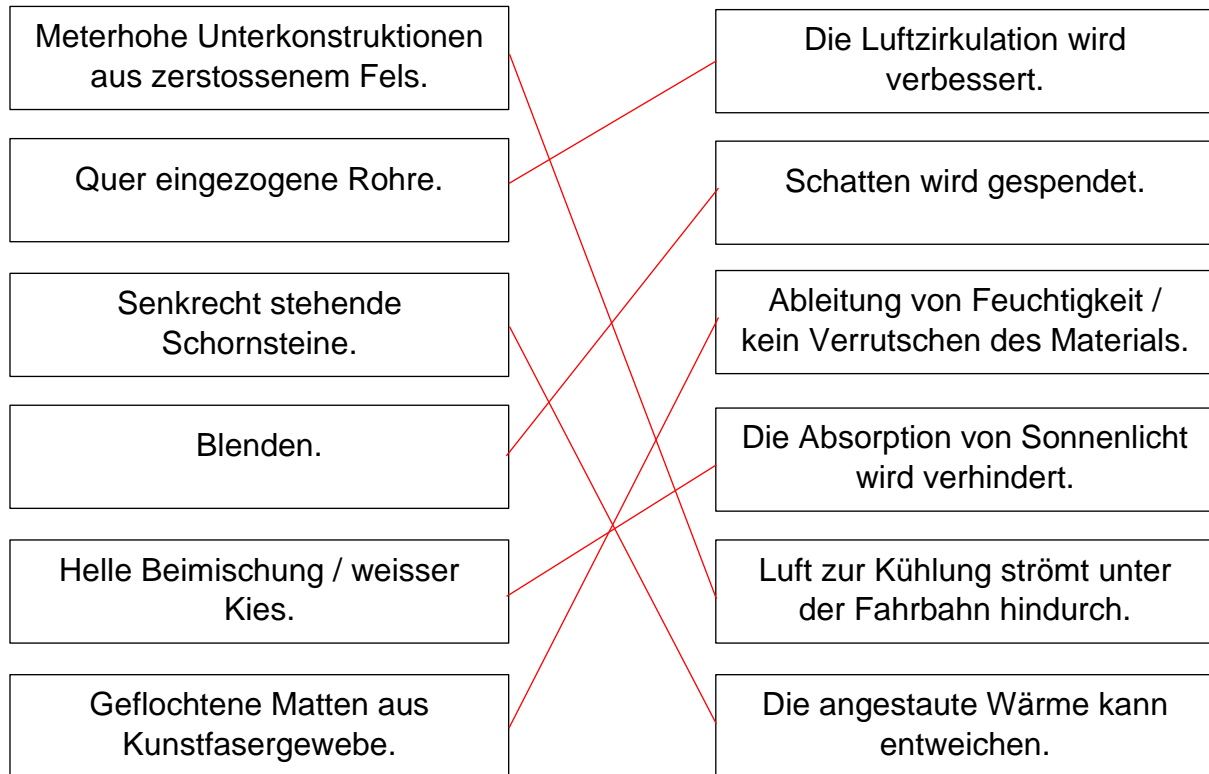 Meterhohe Unterkonstruktionen
aus zerstossenem Fels.
Quer eingezogene Rohre.
Senkrecht stehende
Schornsteine.
Blenden.
Helle Beimischung / weisser
Kies.
Geflochtene Matten aus
Kunstfasergewebe.
Die Luftzirkulation wird
verbessert.
Schatten wird gespendet.
Ableitung von Feuchtigkeit /
kein Verrutschen des Materials.
Die Absorption von Sonnenlicht
wird verhindert.
Luft zur Kühlung strömt unter
der Fahrbahn hindurch.
Die angestaute Wärme kann
entweichen.